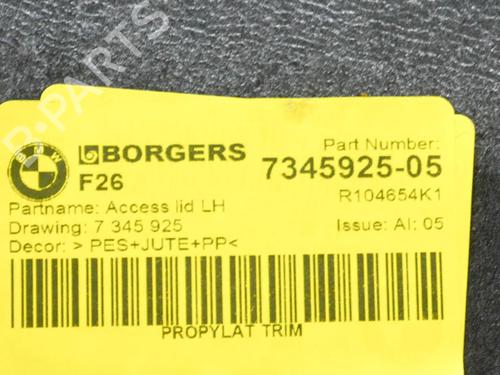 B-PARTS
BMW BORGERS Part Number:
F26 7345925-05
R104654K1
Partname: Access lid LH
Drawing: 7 345 925 Issue: AI: 05
Decor: > PES+JUTE+PP<
PROPYLAT TRIM